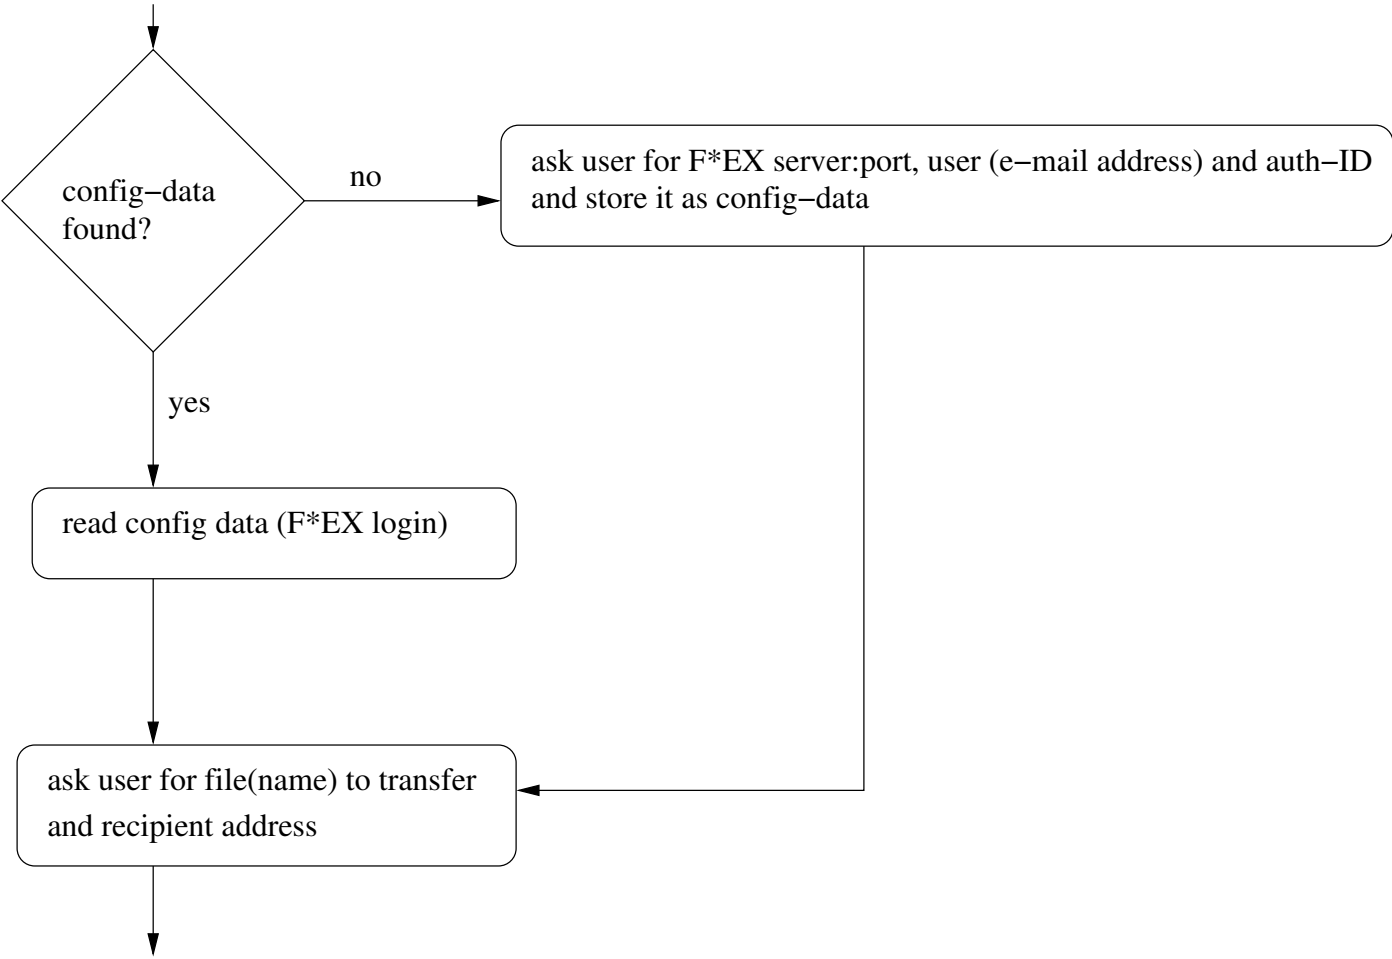 config−data
found?
no
ask user for F*EX server:port, user (e−mail address) and auth−ID
and store it as config−data
yes
read config data (F*EX login)
ask user for file(name) to transfer
and recipient address